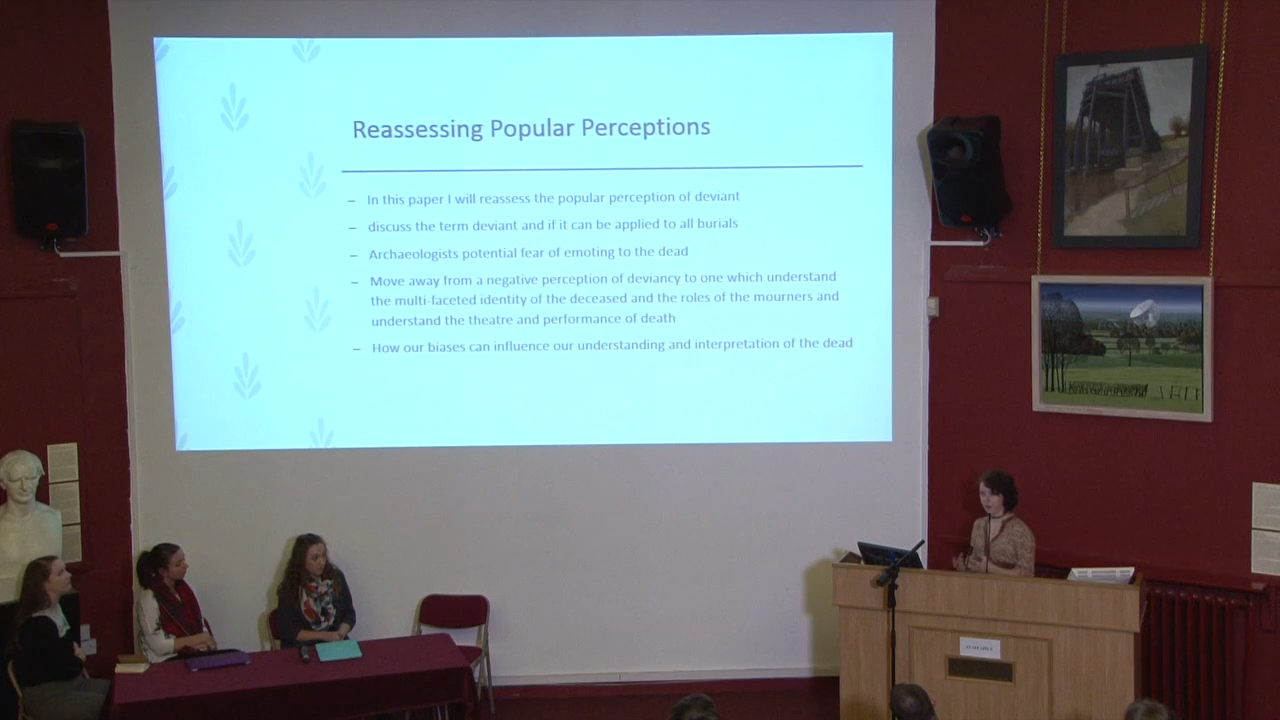 Reassessing Popular Perceptions
– In this paper I will reassess the popular perception of deviant
– discuss the term deviant and if it can be applied to all burials
– Archaeologists potential fear of emoting to the dead
– Move away from a negative perception of deviancy to one which understand
the multi-faceted identity of the deceased and the roles of the mourners and
understand the theatre and performance of death
– How our biases can influence our understanding and interpretation of the dead